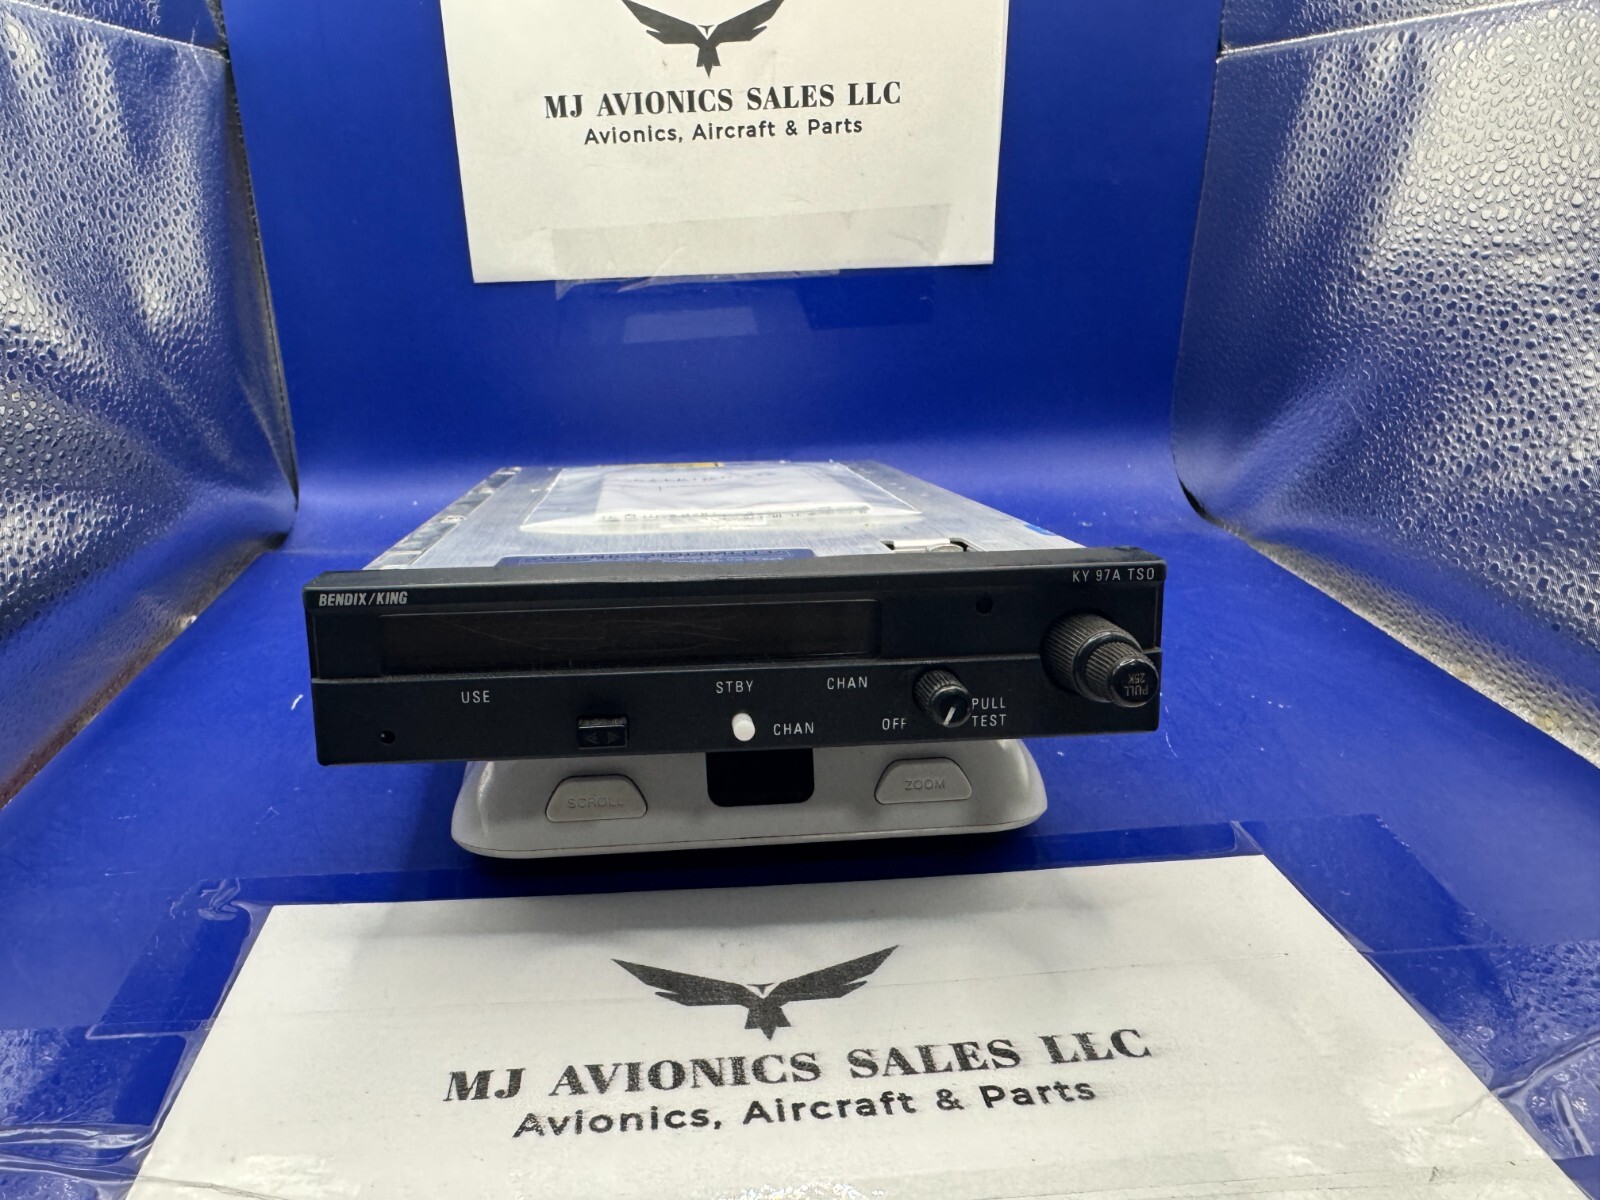 MJ AVIONICS SALES LLC
Avionics, Aircraft & Parts
KY 97A TSO
BENDIX/KING
PULL
25K
USE
STBY
CHAN
CHAN
OFF
PULL
TEST
SCROLL
ZOOM
MJ AVIONICS SALES LLC
Avionics, Aircraft & Parts